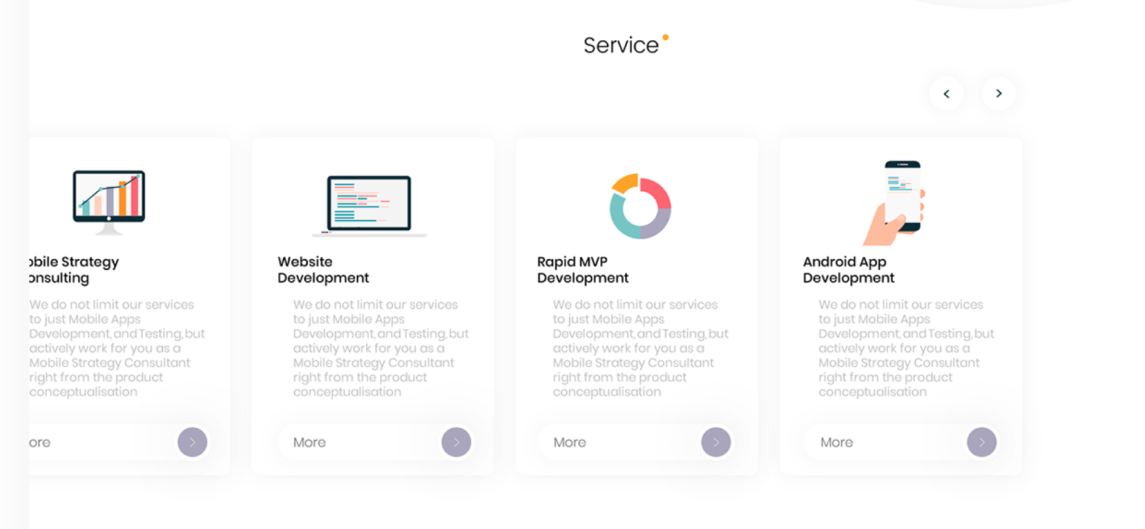 Service
obile Strategy
onsulting
We do not limit our services
to just Mobile Apps
Development, and Testing, but
actively work for you as a
Mobile Strategy Consultant
right from the product
conceptualisation
ore
Website
Development
We do not limit our services
to just Mobile Apps
Development, and Testing, but
actively work for you as a
Mobile Strategy Consultant
right from the product
conceptualisation
More
Rapid MVP
Development
We do not limit our services
to just Mobile Apps
Development, and Testing, but
actively work for you as a
Mobile Strategy Consultant
right from the product
conceptualisation
More
Android App
Development
We do not limit our services
to just Mobile Apps
Development, and Testing, but
actively work for you as a
Mobile Strategy Consultant
right from the product
conceptualisation
More